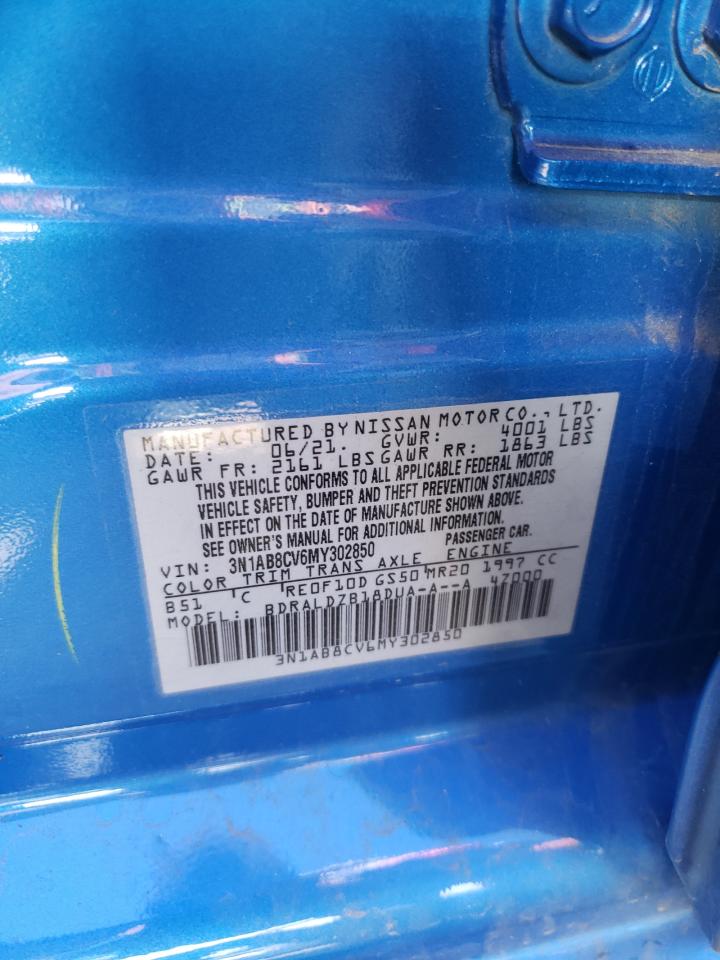 MANUFACTURED BY NISSAN MOTOR CO., LTD.
DATE: 06/21. GVWR: 4001 LBS
GAWR FR: 2161 LBS GAWR RR: 1863 LBS
THIS VEHICLE CONFORMS TO ALL APPLICABLE FEDERAL MOTOR
VEHICLE SAFETY, BUMPER AND THEFT PREVENTION STANDARDS
IN EFFECT ON THE DATE OF MANUFACTURE SHOWN ABOVE.
SEE OWNER'S MANUAL FOR ADDITIONAL INFORMATION.
VIN: 3N1AB8CV6MY302850 PASSENGER CAR.
COLOR TRIM TRANS AXLE ENGINE
B51 C RE0F10D GS50 MR20 1997 CC
MODEL: BDRALDZB18DUA-A--A 47000
3N1AB8CV6MY302850